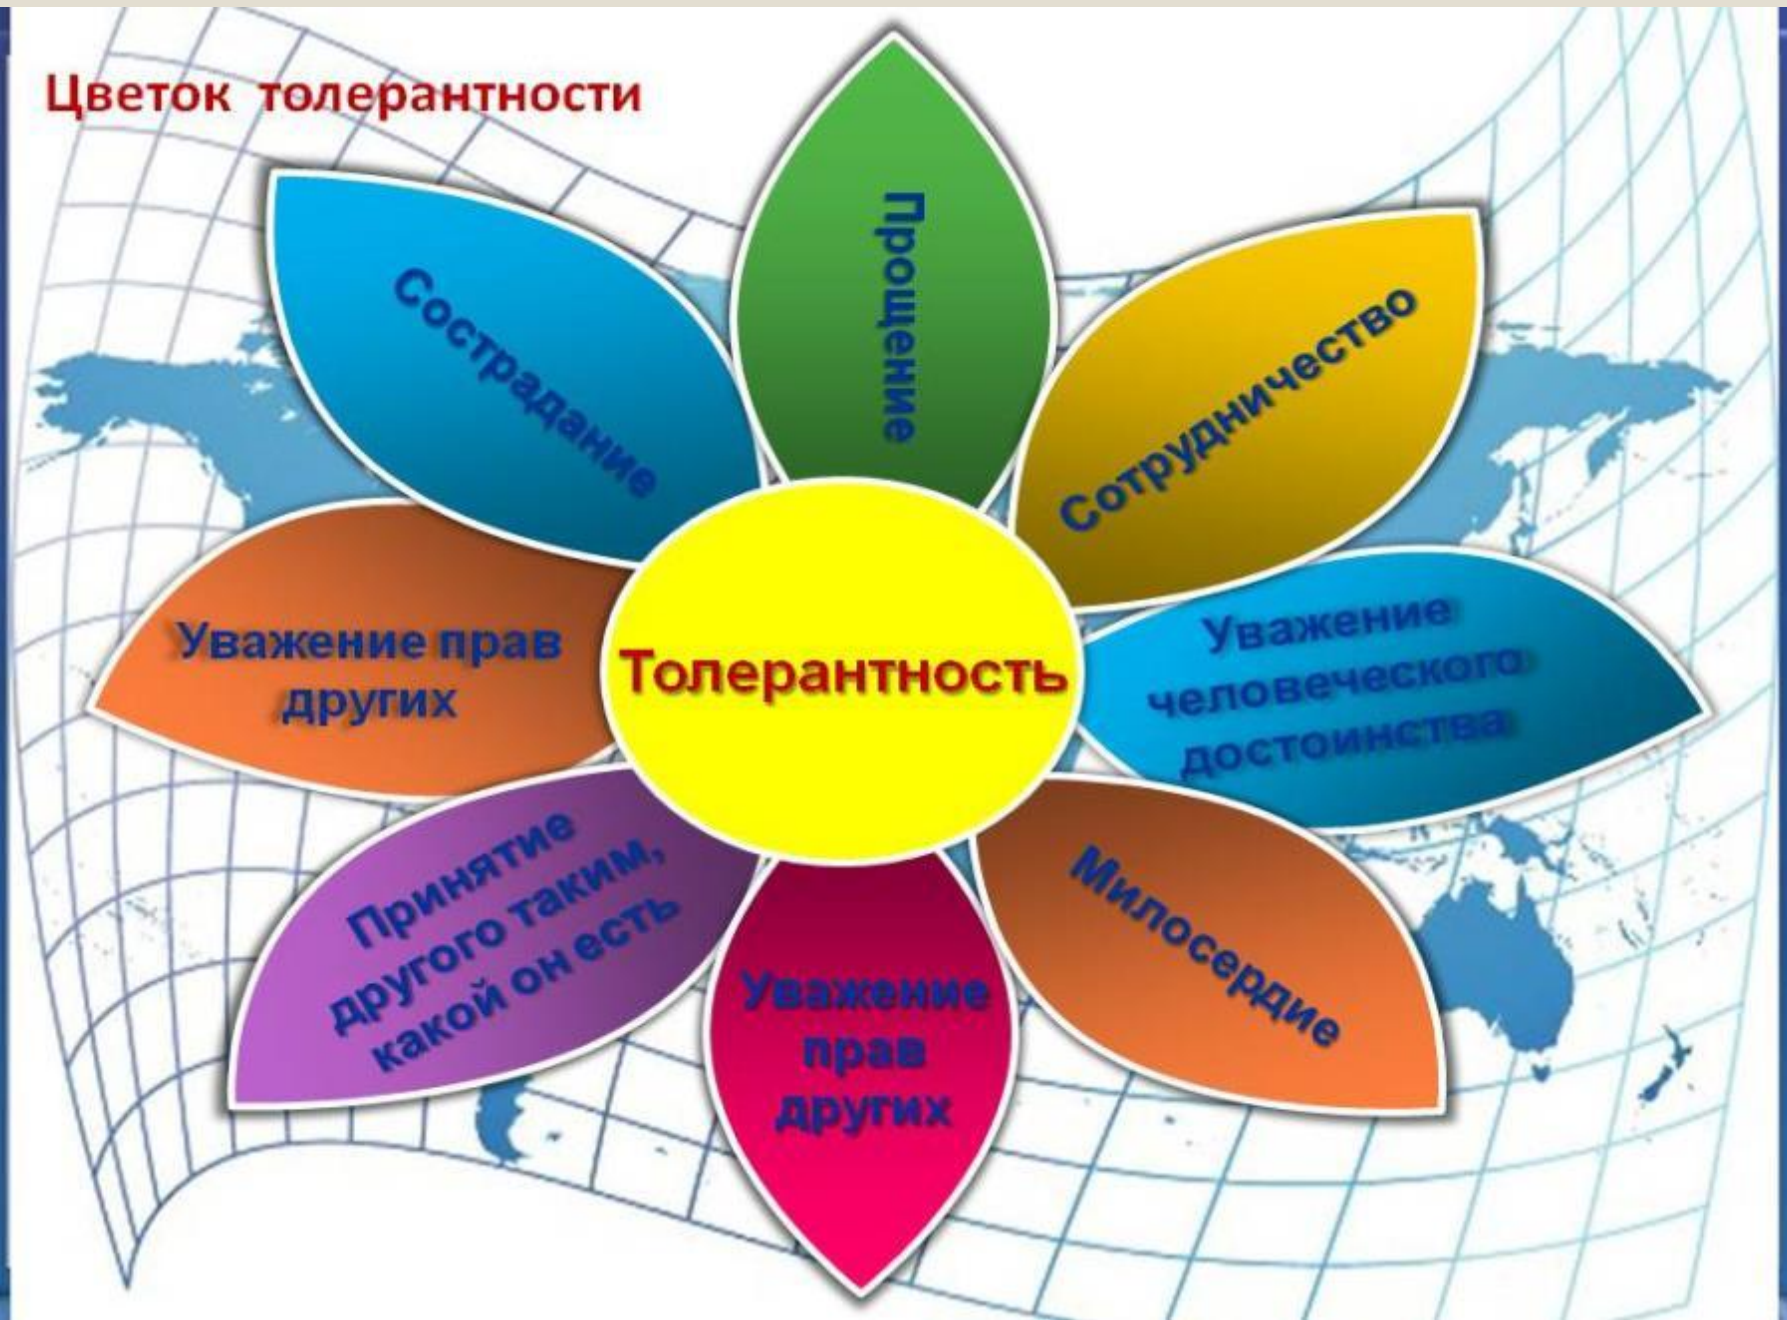 Цветок толерантности
Прощение
Сострадание
Сотрудничество
Уважение прав
других
Толерантность
Уважение
человеческого
достоинства
Принятие
другого таким,
какой он есть
Уважение
прав
других
Милосердие